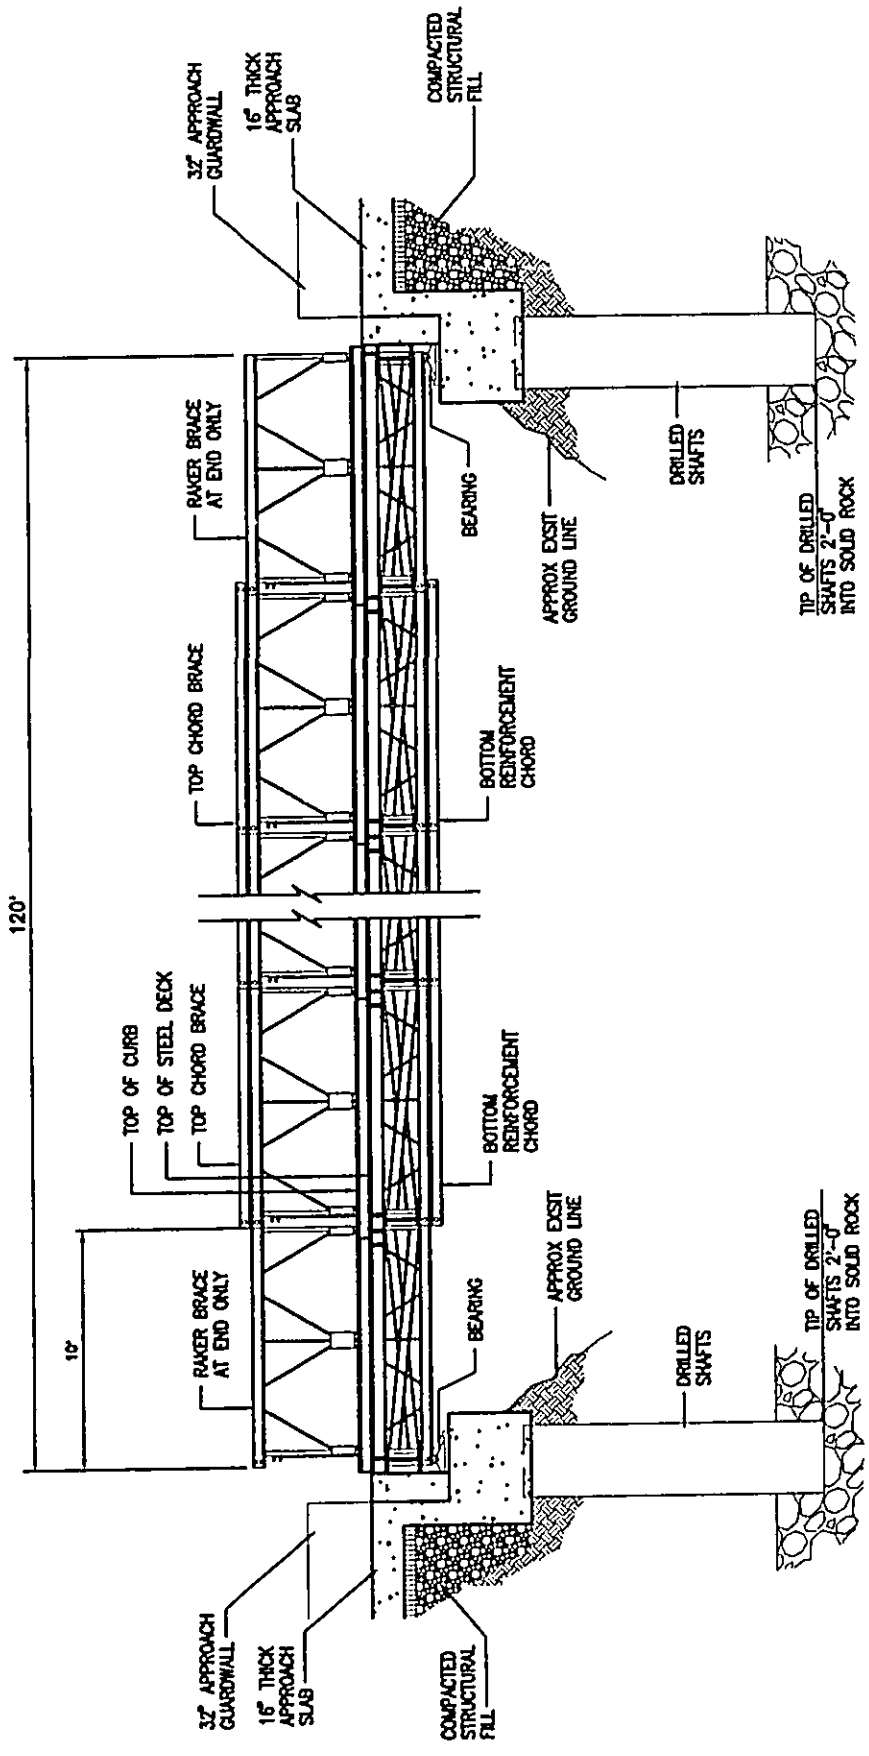 120'
10'
RAKER BRACE
AT END ONLY
TOP OF CURB
TOP OF STEEL DECK
TOP CHORD BRACE
TOP CHORD BRACE
RAKER BRACE
AT END ONLY
32" APPROACH
GUARDWALL
16" THICK
APPROACH
SLAB
COMPACTED
STRUCTURAL
FILL
BEARING
APPROX EXSIT
GROUND LINE
DRILLED
SHAFTS
TIP OF DRILLED
SHAFTS 2'-0"
INTO SOLID ROCK
BOTTOM
REINFORCEMENT
CHORD
BOTTOM
REINFORCEMENT
CHORD
BEARING
APPROX EXSIT
GROUND LINE
DRILLED
SHAFTS
TIP OF DRILLED
SHAFTS 2'-0"
INTO SOLID ROCK
32" APPROACH
GUARDWALL
16" THICK
APPROACH
SLAB
COMPACTED
STRUCTURAL
FILL